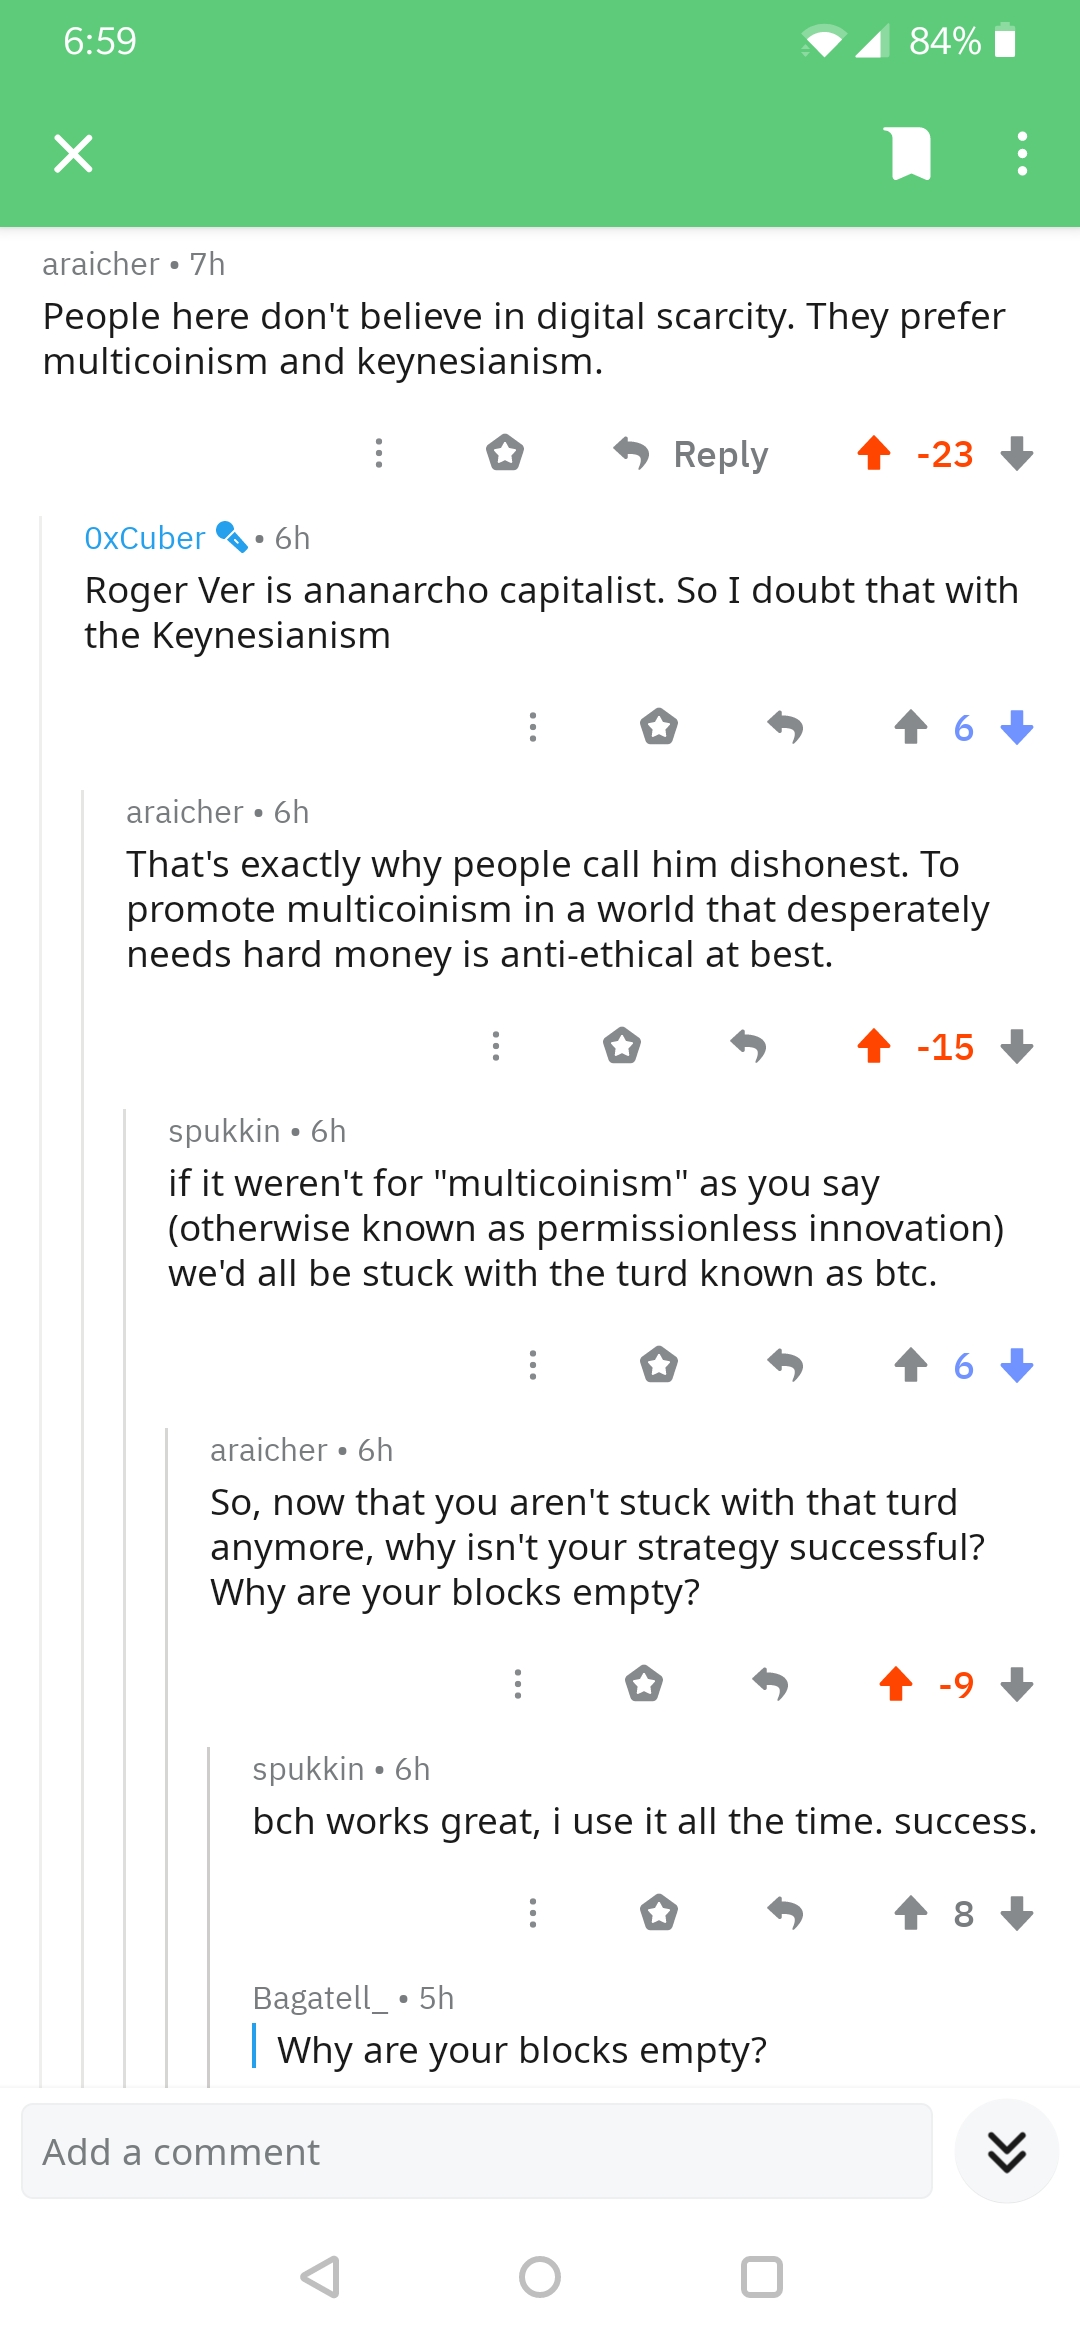 6:59 84%
araicher • 7h
People here don't believe in digital scarcity. They prefer
multicoinism and keynesianism.
Reply -23
0xCuber • 6h
Roger Ver is ananarcho capitalist. So I doubt that with
the Keynesianism
6
araicher • 6h
That's exactly why people call him dishonest. To
promote multicoinism in a world that desperately
needs hard money is anti-ethical at best.
-15
spukkin • 6h
if it weren't for "multicoinism" as you say
(otherwise known as permissionless innovation)
we'd all be stuck with the turd known as btc.
6
araicher • 6h
So, now that you aren't stuck with that turd
anymore, why isn't your strategy successful?
Why are your blocks empty?
-9
spukkin • 6h
bch works great, i use it all the time. success.
8
Bagatell_ • 5h
Why are your blocks empty?
Add a comment